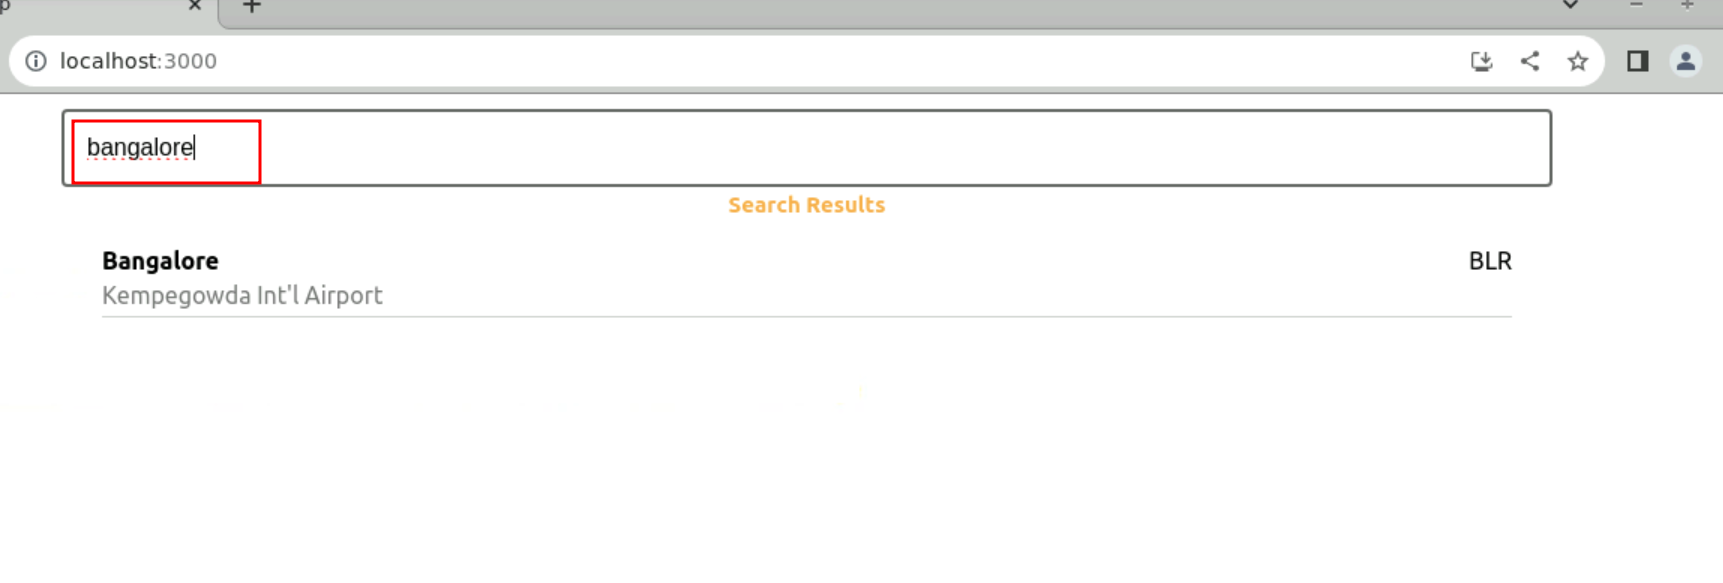 p
localhost:3000
bangalore
Search Results
Bangalore BLR
Kempegowda Int'l Airport